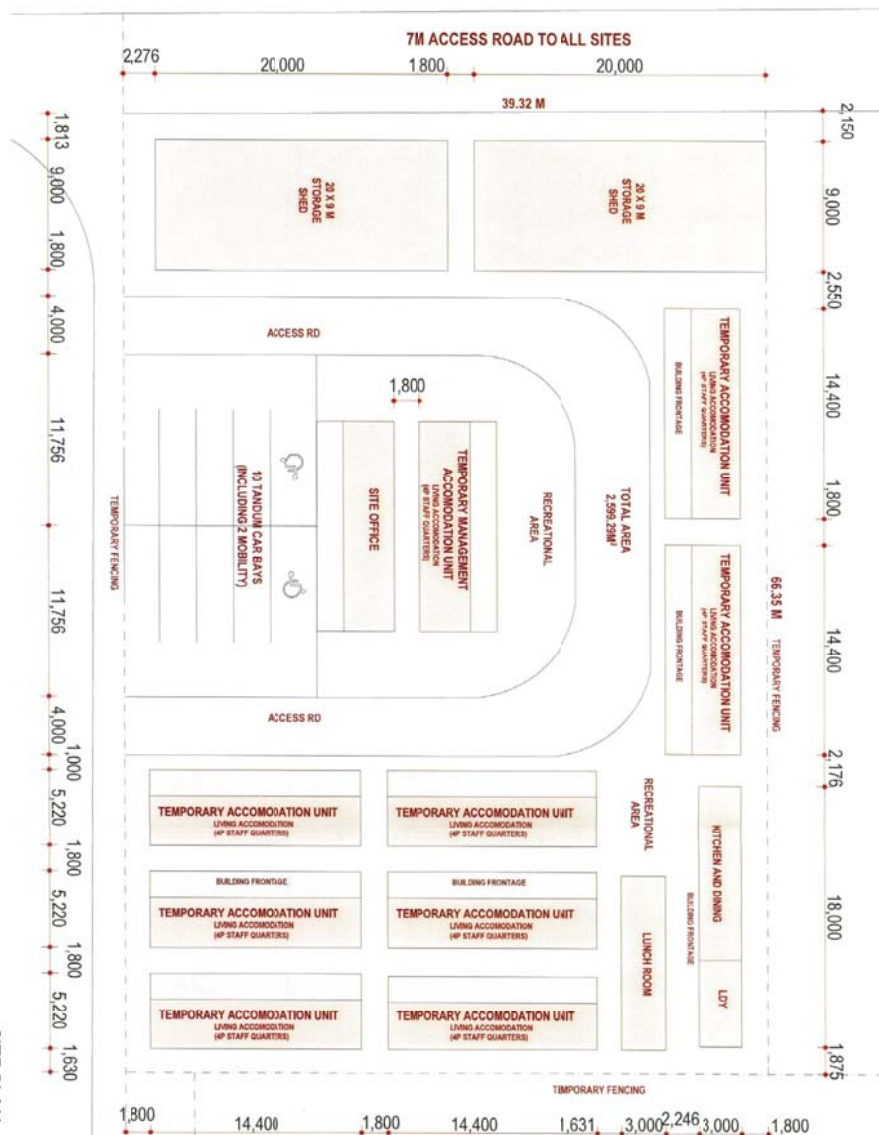 7M ACCESS ROAD TO ALL SITES
2,276
20,000
1 800
20,000
39.32 M
1,813
9,000
1,800
4,000
11,756
11,756
4,000
1,000
5,220
1,800
5,220
1,800
5,220
1,630
2,150
9,000
2,550
14,400
1,800
14,400
2,176
18,000
1,875
20 X 9 M
STORAGE
SHED
20 X 9 M
STORAGE
SHED
ACCESS RD
1,800
TEMPORARY ACCOMODATION UNIT
LIVING ACCOMODATION
(4P STAFF QUARTERS)
BUILDING FRONTAGE
TEMPORARY FENCING
10 TANDUM CAR BAYS
(INCLUDING 2 MOBILITY)
SITE OFFICE
TEMPORARY MANAGEMENT
ACCOMODATION UNIT
LIVING ACCOMODATION
(4P STAFF QUARTERS)
RECREATIONAL
AREA
TOTAL AREA
2,599.29M²
TEMPORARY ACCOMODATION UNIT
LIVING ACCOMODATION
(4P STAFF QUARTERS)
BUILDING FRONTAGE
66.35 M TENPORARY FENCING
ACCESS RD
TEMPORARY ACCOMODATION UNIT
LIVING ACCOMODATION
(4P STAFF QUARTERS)
TEMPORARY ACCOMODATION UNIT
LIVING ACCOMODATION
(4P STAFF QUARTERS)
RECREATIONAL
AREA
KITCHEN AND DINING
BUILDING FRONTAGE
BUILDING FRONTAGE
TEMPORARY ACCOMODATION UNIT
LIVING ACCOMODATION
(4P STAFF QUARTERS)
BUILDING FRONTAGE
TEMPORARY ACCOMODATION UNIT
LIVING ACCOMODATION
(4P STAFF QUARTERS)
LUNCH ROOM
LDY
TEMPORARY ACCOMODATION UNIT
LIVING ACCOMODATION
(4P STAFF QUARTERS)
TEMPORARY ACCOMODATION UNIT
LIVING ACCOMODATION
(4P STAFF QUARTERS)
TEMPORARY FENCING
1,800
14,400
1,800
14,400
1,631
3,000
2,246
3,000
1,800